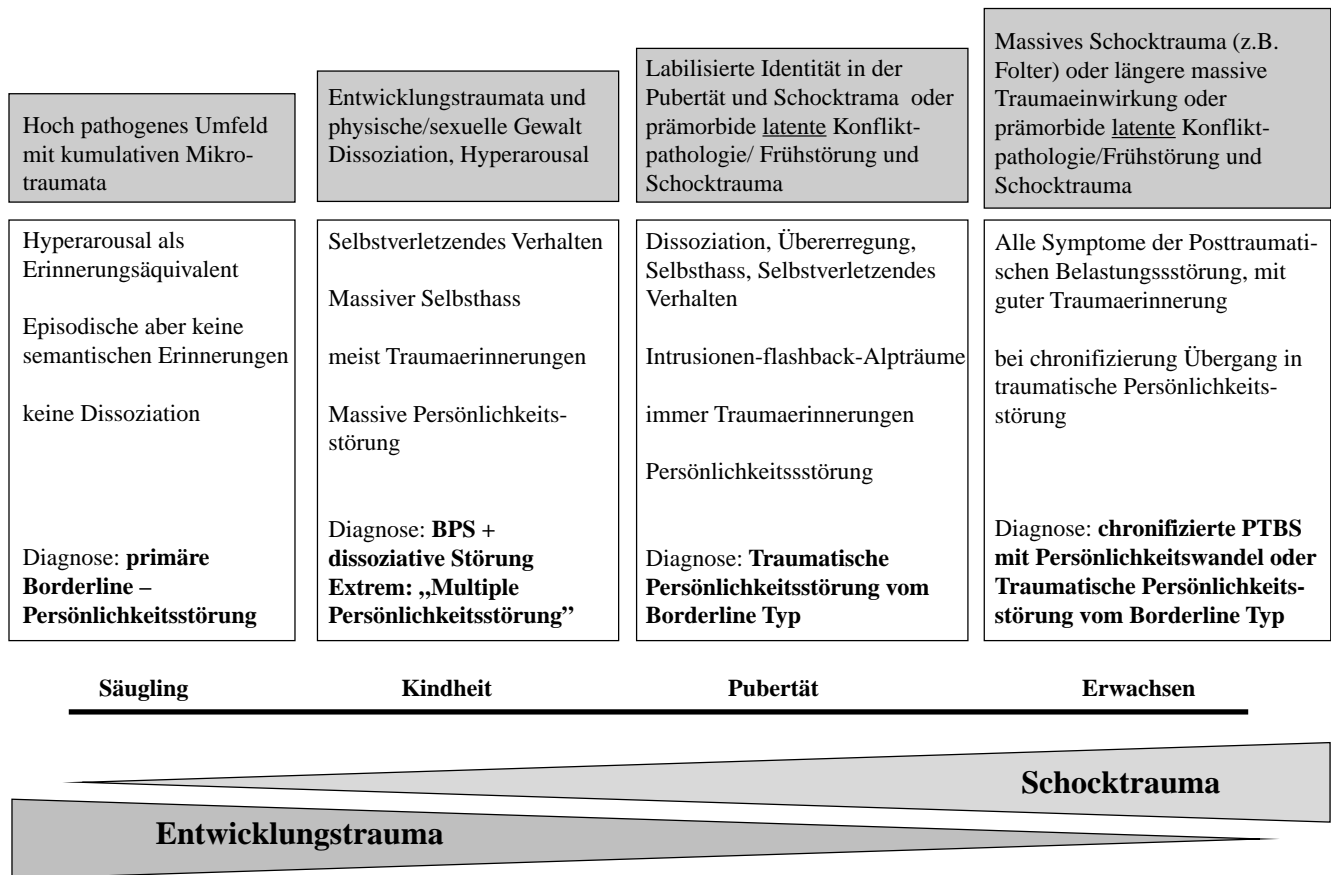 Hoch pathogenes Umfeld
mit kumulativen Mikro-
traumata
Entwicklungstraumata und
physische/sexuelle Gewalt
Dissoziation, Hyperarousal
Labilisierte Identität in der
Pubertät und Schocktrama oder
prämorbide latente Konflikt-
pathologie/ Frühstörung und
Schocktrauma
Massives Schocktrauma (z.B.
Folter) oder längere massive
Traumaeinwirkung oder
prämorbide latente Konflikt-
pathologie/Frühstörung und
Schocktrauma
Hyperarousal als
Erinnerungsäquivalent
Episodische aber keine
semantischen Erinnerungen
keine Dissoziation
Diagnose: primäre
Borderline –
Persönlichkeitsstörung
Selbstverletzendes Verhalten
Massiver Selbsthass
meist Traumaerinnerungen
Massive Persönlichkeits-
störung
Diagnose: BPS +
dissoziative Störung
Extrem: „Multiple
Persönlichkeitsstörung”
Dissoziation, Übererregung,
Selbsthass, Selbstverletzendes
Verhalten
Intrusionen-flashback-Alpträume
immer Traumaerinnerungen
Persönlichkeitssstörung
Diagnose: Traumatische
Persönlichkeitsstörung vom
Borderline Typ
Alle Symptome der Posttraumati-
schen Belastungssstörung, mit
guter Traumaerinnerung
bei chronifizierung Übergang in
traumatische Persönlichkeits-
störung
Diagnose: chronifizierte PTBS
mit Persönlichkeitswandel oder
Traumatische Persönlichkeits-
störung vom Borderline Typ
Säugling Kindheit Pubertät Erwachsen
Schocktrauma
Entwicklungstrauma